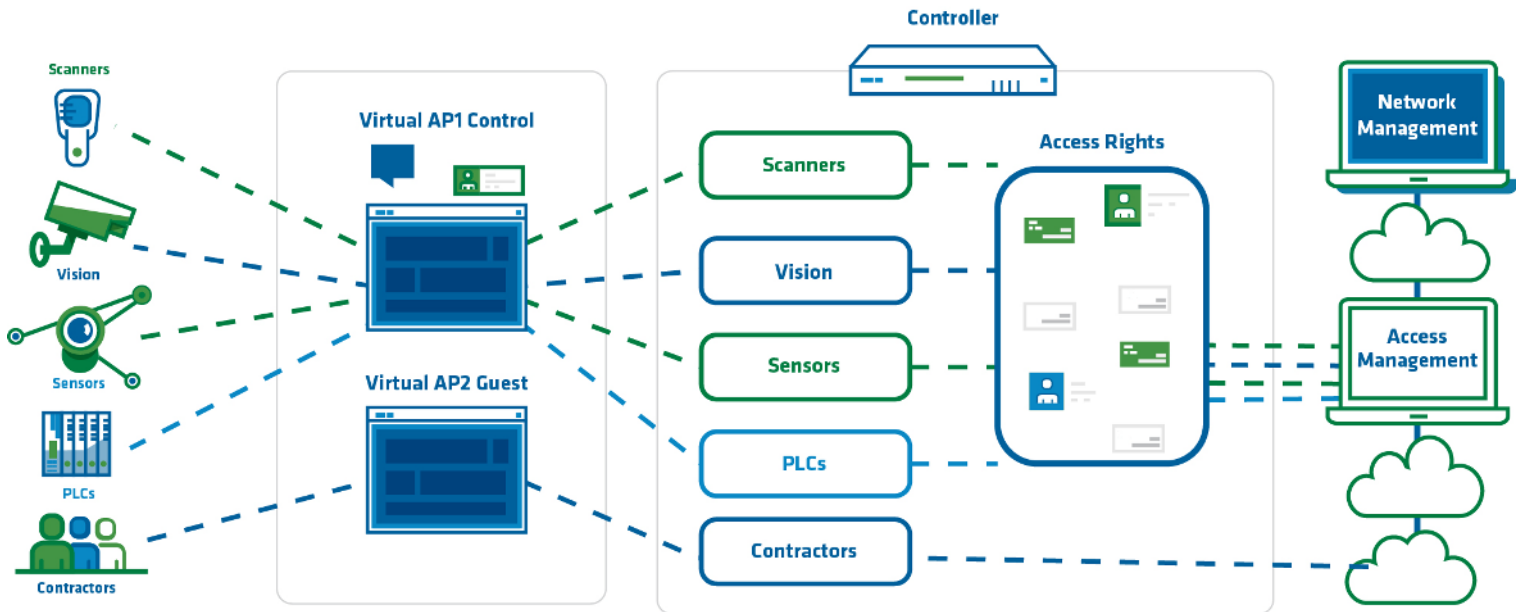 Controller
Scanners
Virtual AP1 Control
Network
Management
Scanners
Access Rights
Vision
Vision
Sensors
Access
Management
Sensors
Virtual AP2 Guest
PLCs
PLCs
Contractors
Contractors